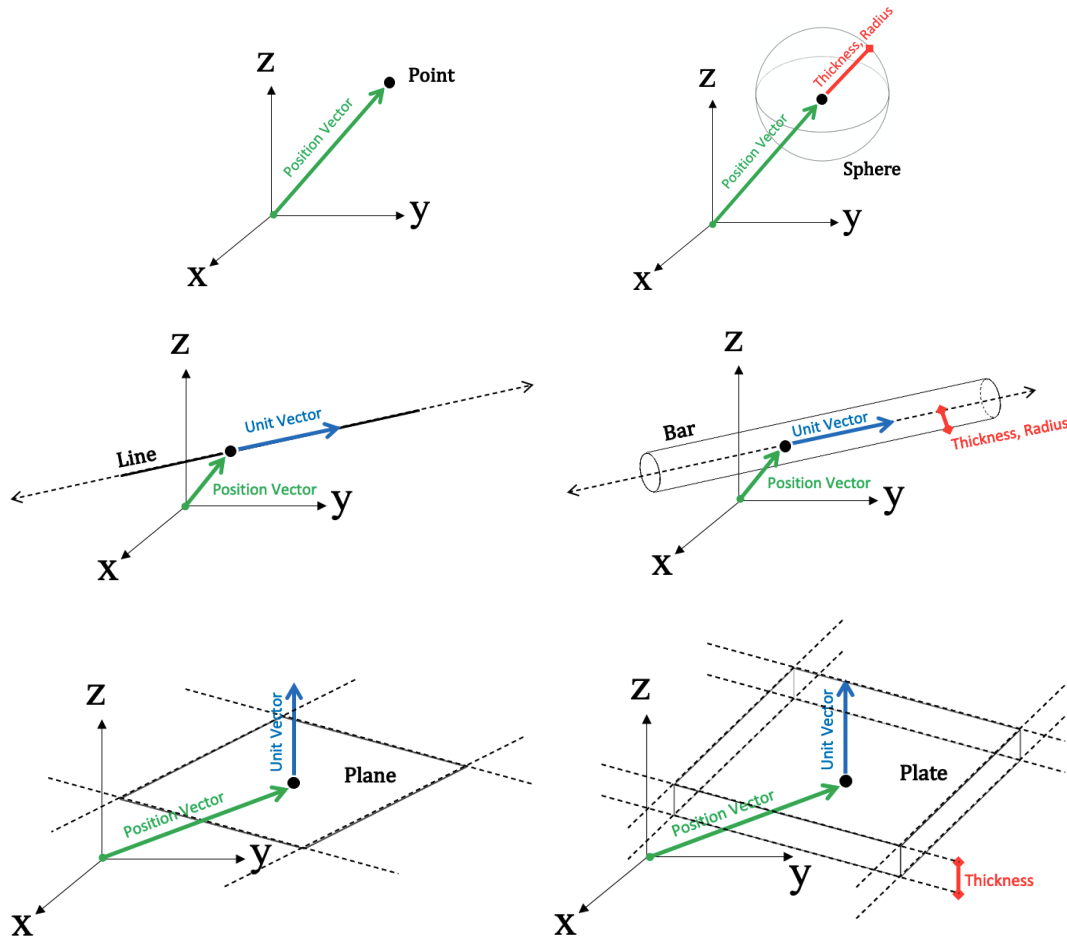 z
Point
Position Vector
y
x
Thickness, Radius
z
Position Vector
Sphere
y
x
z
Unit Vector
Line
Position Vector
y
x
z
Bar
Unit Vector
Thickness, Radius
Position Vector
y
x
z
Unit Vector
Plane
Position Vector
y
x
z
Unit Vector
Plate
Position Vector
y
Thickness
x